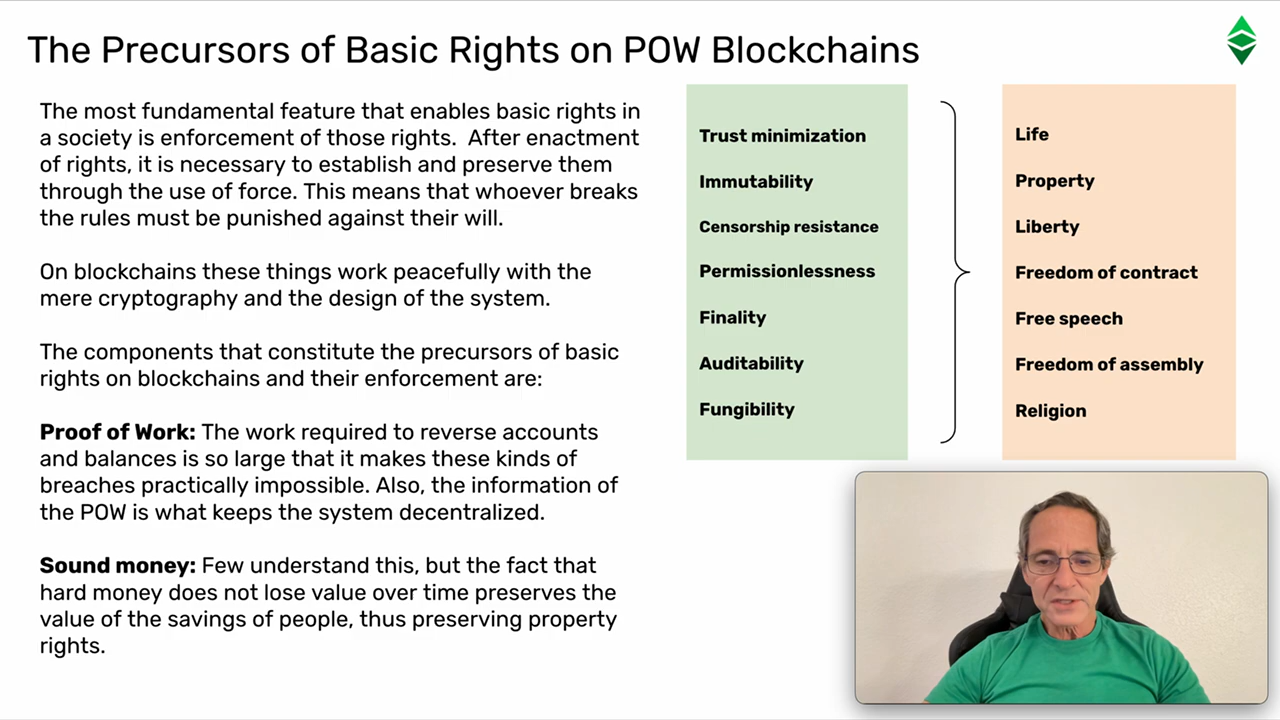 The Precursors of Basic Rights on POW Blockchains
The most fundamental feature that enables basic rights in
a society is enforcement of those rights.  After enactment
of rights, it is necessary to establish and preserve them
through the use of force. This means that whoever breaks
the rules must be punished against their will.
On blockchains these things work peacefully with the
mere cryptography and the design of the system.
The components that constitute the precursors of basic
rights on blockchains and their enforcement are:
Proof of Work: The work required to reverse accounts
and balances is so large that it makes these kinds of
breaches practically impossible. Also, the information of
the POW is what keeps the system decentralized.
Sound money: Few understand this, but the fact that
hard money does not lose value over time preserves the
value of the savings of people, thus preserving property
rights.
Trust minimization
Immutability
Censorship resistance
Permissionlessness
Finality
Auditability
Fungibility
Life
Property
Liberty
Freedom of contract
Free speech
Freedom of assembly
Religion